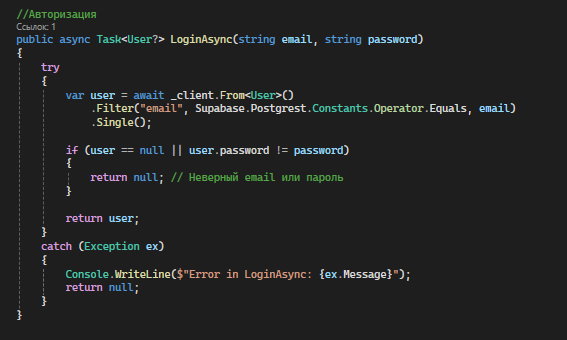 //Авторизация
Ссылок: 1
public async Task<User?> LoginAsync(string email, string password)
{
try
{
var user = await _client.From<User>()
.Filter("email", Supabase.Postgrest.Constants.Operator.Equals, email)
.Single();
if (user == null || user.password != password)
{
return null; // Неверный email или пароль
}
return user;
}
catch (Exception ex)
{
Console.WriteLine($"Error in LoginAsync: {ex.Message}");
return null;
}
}